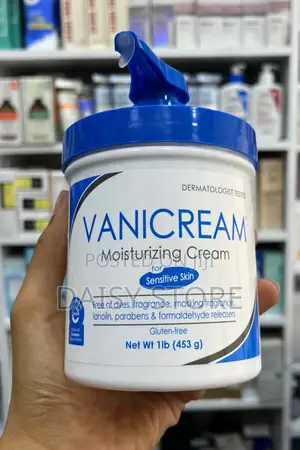 DERMATOLOGIST TESTED
VANICREAM
Moisturizing Cream
for
Sensitive Skin
POSTED ON JIJI
free of dyes, fragrance, masking fragrance,
DAISY STORE
lanolin, parabens & formaldehyde releasers
Gluten-free
Net Wt 1lb (453 g)